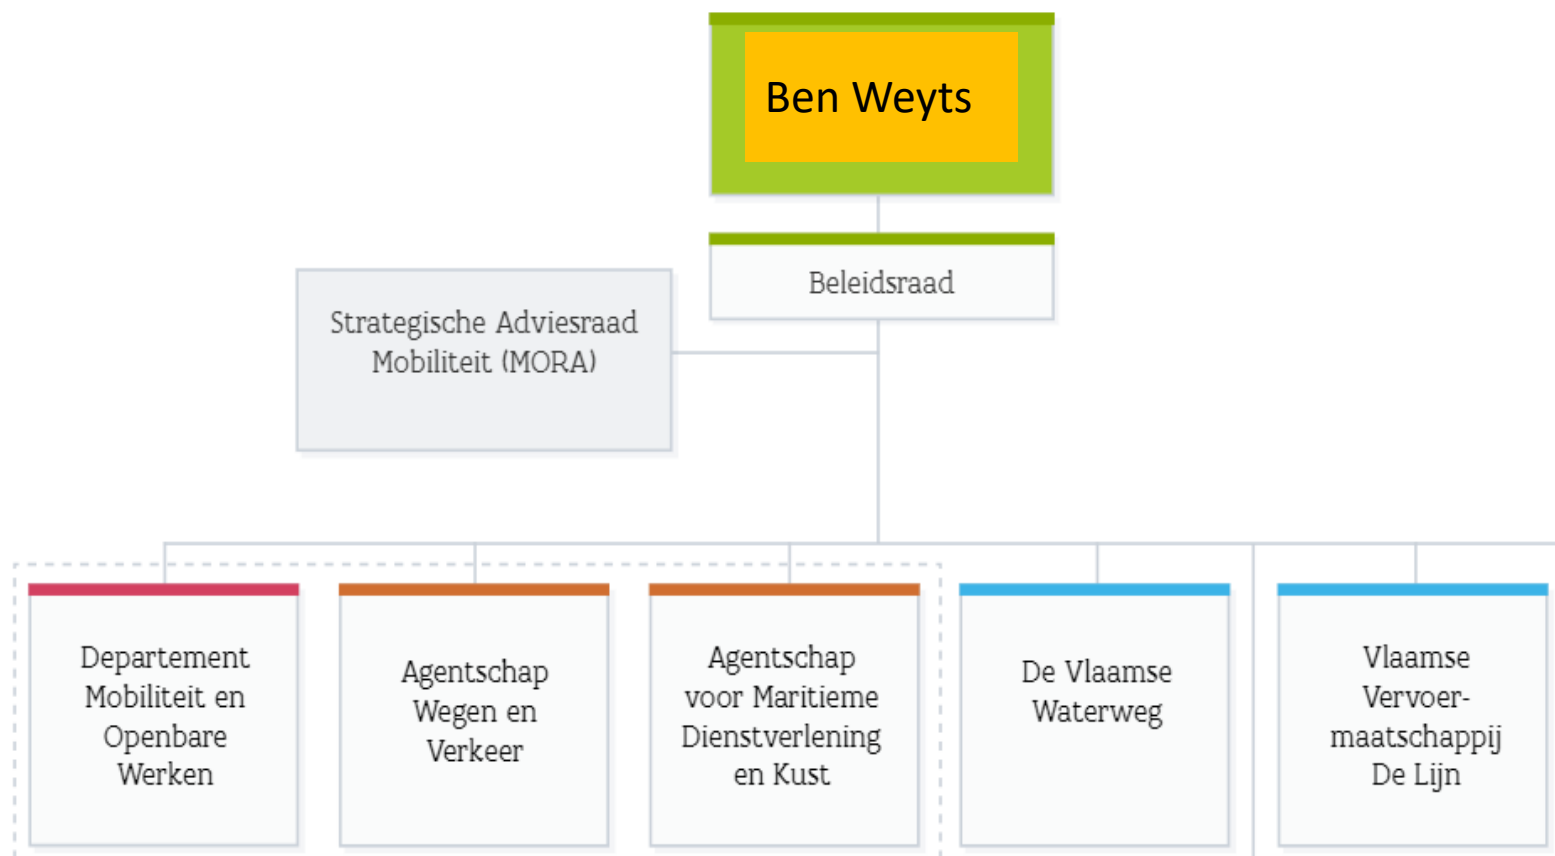 Ben Weyts
Beleidsraad
Strategische Adviesraad
Mobiliteit (MORA)
Departement
Mobiliteit en
Openbare
Werken
Agentschap
Wegen en
Verkeer
Agentschap
voor Maritieme
Dienstverlening
en Kust
De Vlaamse
Waterweg
Vlaamse
Vervoer-
maatschappij
De Lijn